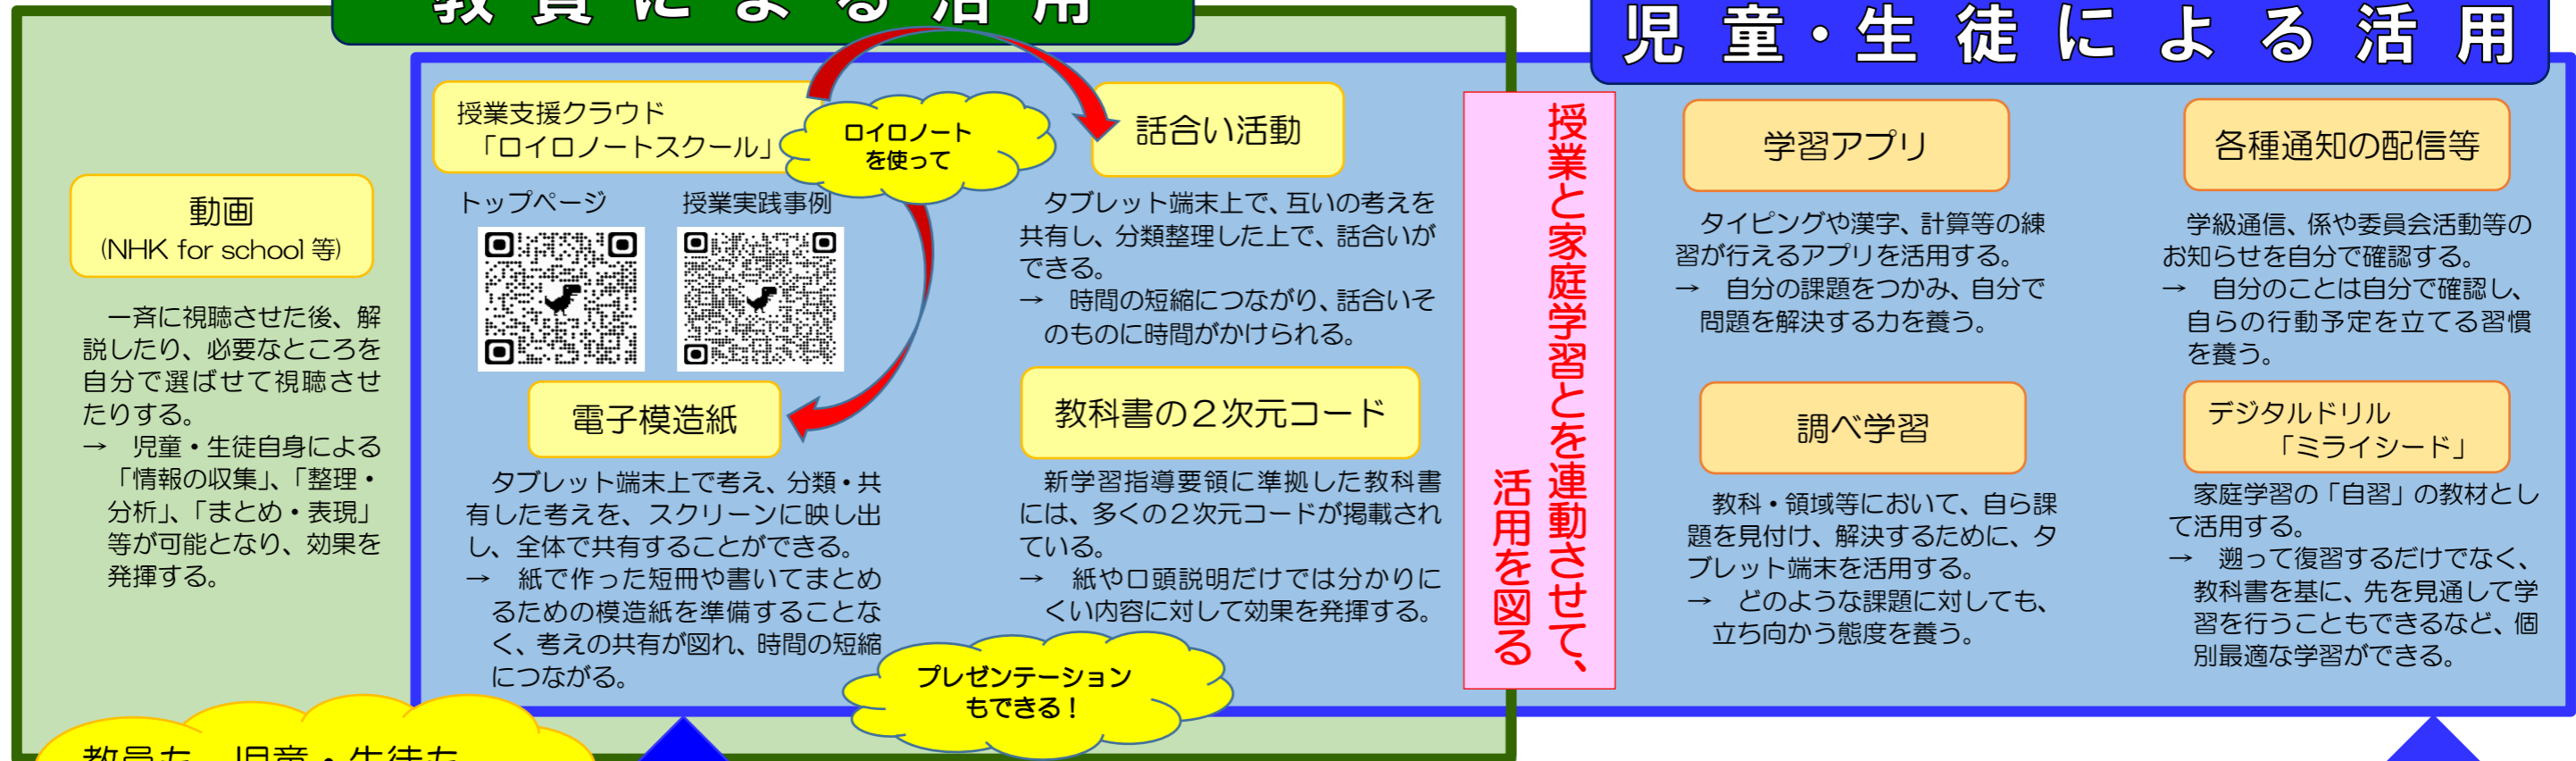 教員による活用
児童・生徒による活用
動画
(NHK for school 等)
一斉に視聴させた後、解
説したり、必要なところを
自分で選ばせて視聴させ
たりする。
→ 児童・生徒自身による
「情報の収集」、「整理・
分析」、「まとめ・表現」
等が可能となり、効果を
発揮する。
授業支援クラウド
「ロイロノートスクール」
ロイロノート
を使って
トップページ
授業実践事例
電子模造紙
タブレット端末上で考え、分類・共
有した考えを、スクリーンに映し出
し、全体で共有することができる。
→ 紙で作った短冊や書いてまとめ
るための模造紙を準備することな
く、考えの共有が図れ、時間の短縮
につながる。
話合い活動
タブレット端末上で、互いの考えを
共有し、分類整理した上で、話合いが
できる。
→ 時間の短縮につながり、話合いそ
のものに時間がかけられる。
教科書の2次元コード
新学習指導要領に準拠した教科書
には、多くの2次元コードが掲載され
ている。
→ 紙や口頭説明だけでは分かりに
くい内容に対して効果を発揮する。
プレゼンテーション
もできる!
授業と家庭学習とを連動させて、
活用を図る
学習アプリ
タイピングや漢字、計算等の練
習が行えるアプリを活用する。
→ 自分の課題をつかみ、自分で
問題を解決する力を養う。
調べ学習
教科・領域等において、自ら課
題を見付け、解決するために、タ
ブレット端末を活用する。
→ どのような課題に対しても、
立ち向かう態度を養う。
各種通知の配信等
学級通信、係や委員会活動等の
お知らせを自分で確認する。
→ 自分のことは自分で確認し、
自らの行動予定を立てる習慣
を養う。
デジタルドリル
「ミライシード」
家庭学習の「自習」の教材とし
て活用する。
→ 遡って復習するだけでなく、
教科書を基に、先を見通して学
習を行うこともできるなど、個
別最適な学習ができる。
教員も、児童・生徒も